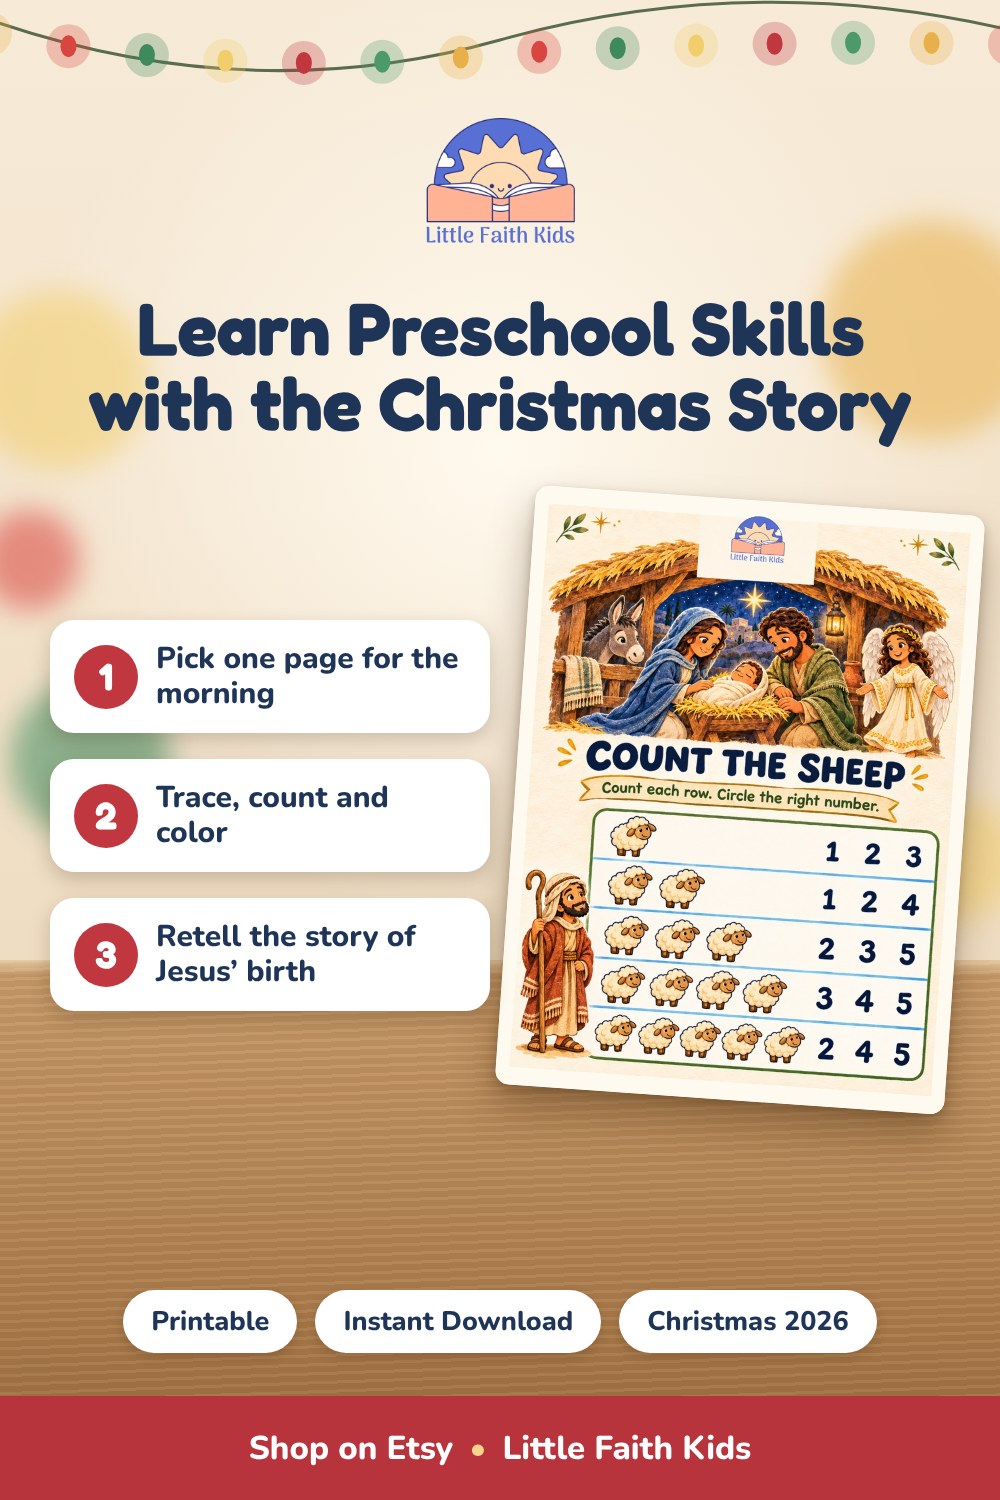 Little Faith Kids
Learn Preschool Skills
with the Christmas Story
1
Pick one page for the
morning
2
Trace, count and
color
3
Retell the story of
Jesus’ birth
Little Faith Kids
COUNT THE SHEEP
Count each row. Circle the right number.
1 2 3
1 2 4
2 3 5
3 4 5
2 4 5
Printable
Instant Download
Christmas 2026
Shop on Etsy • Little Faith Kids